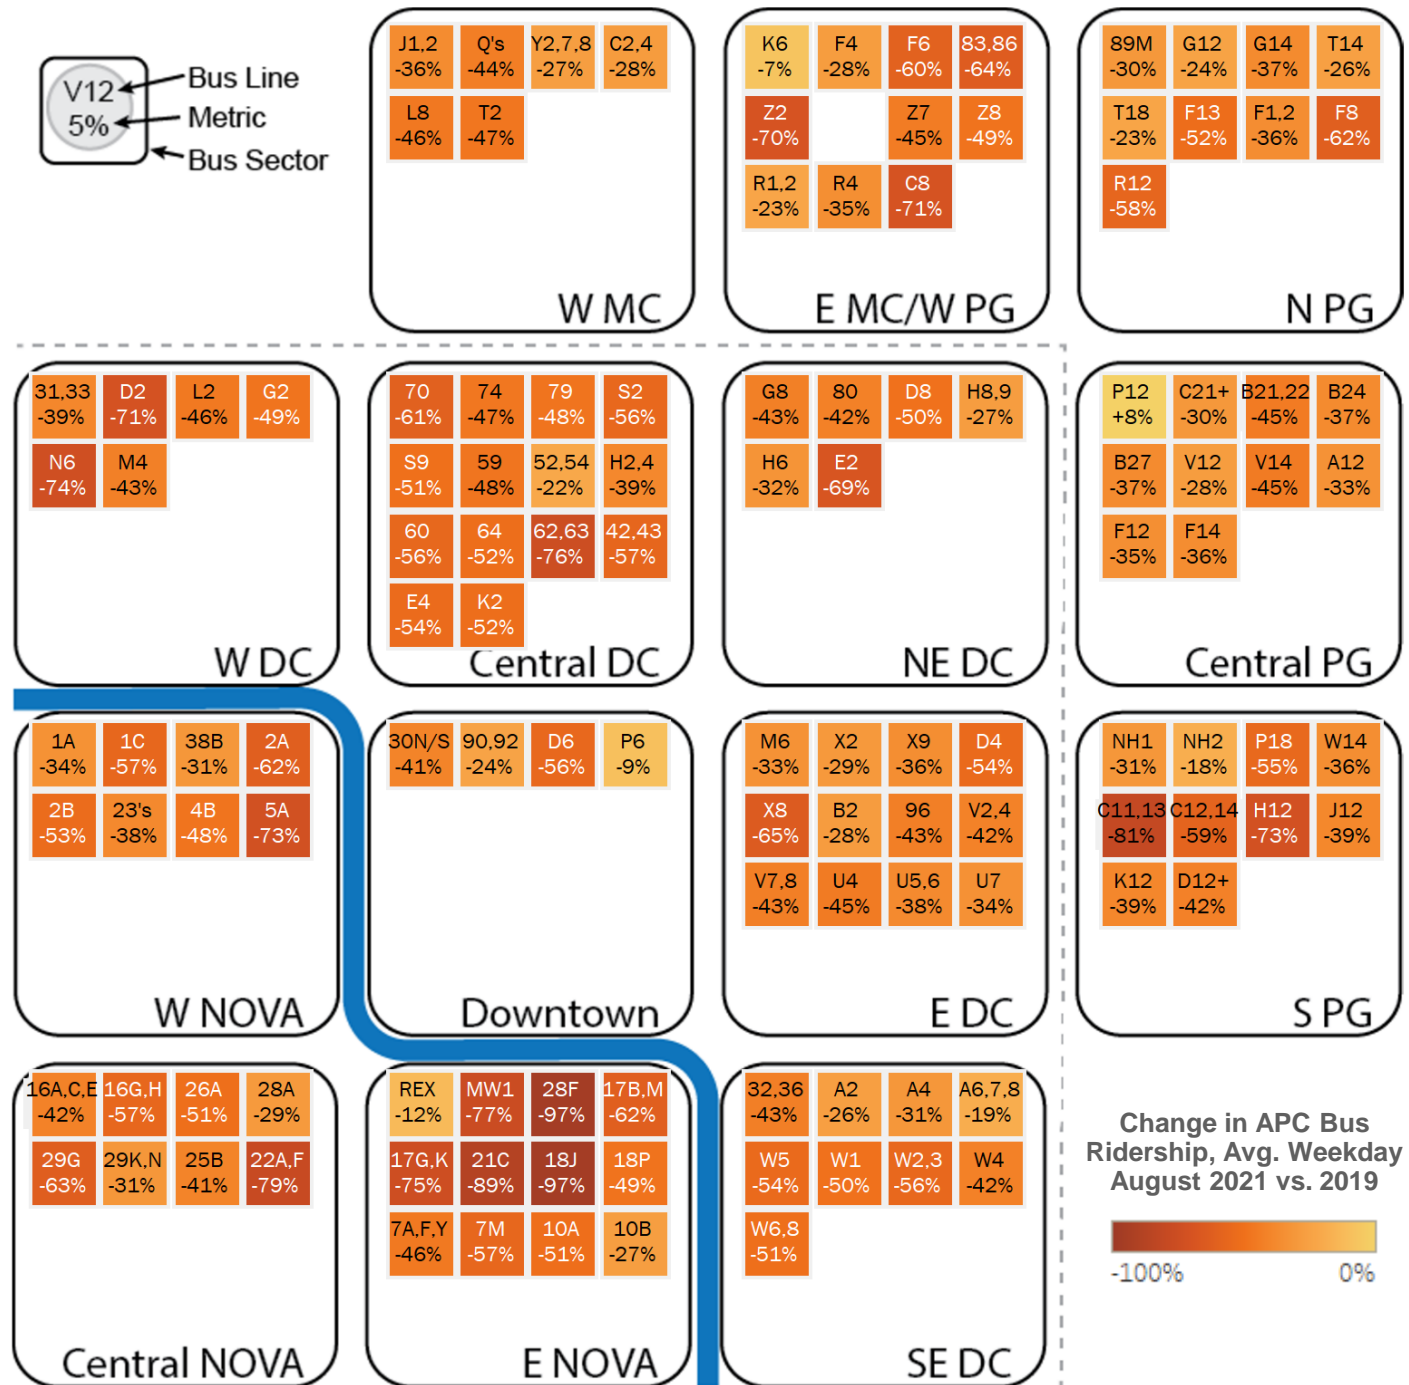 V12
5%
Bus Line
Metric
Bus Sector
J1,2 Q's Y2,7,8 C2,4
-36% -44% -27% -28%
L8 T2
-46% -47%
W MC
K6 F4 F6 83,86
-7% -28% -60% -64%
Z2 Z7 Z8
-70% -45% -49%
R1,2 R4 C8
-23% -35% -71%
E MC/W PG
89M G12 G14 T14
-30% -24% -37% -26%
T18 F13 F1,2 F8
-23% -52% -36% -62%
R12
-58%
N PG
31,33 D2 L2 G2
-39% -71% -46% -49%
N6 M4
-74% -43%
W DC
70 74 79 S2
-61% -47% -48% -56%
S9 59 52,54 H2,4
-51% -48% -22% -39%
60 64 62,63 42,43
-56% -52% -76% -57%
E4 K2
-54% -52%
Central DC
G8 80 D8 H8,9
-43% -42% -50% -27%
H6 E2
-32% -69%
NE DC
P12 C21+ B21,22 B24
+8% -30% -45% -37%
B27 V12 V14 A12
-37% -28% -45% -33%
F12 F14
-35% -36%
Central PG
1A 1C 38B 2A
-34% -57% -31% -62%
2B 23's 4B 5A
-53% -38% -48% -73%
W NOVA
30N/S 90,92 D6 P6
-41% -24% -56% -9%
Downtown
M6 X2 X9 D4
-33% -29% -36% -54%
X8 B2 96 V2,4
-65% -28% -43% -42%
V7,8 U4 U5,6 U7
-43% -45% -38% -34%
E DC
NH1 NH2 P18 W14
-31% -18% -55% -36%
C11,13 C12,14 H12 J12
-81% -59% -73% -39%
K12 D12+
-39% -42%
S PG
16A,C,E 16G,H 26A 28A
-42% -57% -51% -29%
29G 29K,N 25B 22A,F
-63% -31% -41% -79%
Central NOVA
REX MW1 28F 17B,M
-12% -77% -97% -62%
17G,K 21C 18J 18P
-75% -89% -97% -49%
7A,F,Y 7M 10A 10B
-46% -57% -51% -27%
E NOVA
32,36 A2 A4 A6,7,8
-43% -26% -31% -19%
W5 W1 W2,3 W4
-54% -50% -56% -42%
W6,8
-51%
SE DC
Change in APC Bus
Ridership, Avg. Weekday
August 2021 vs. 2019
-100% 0%